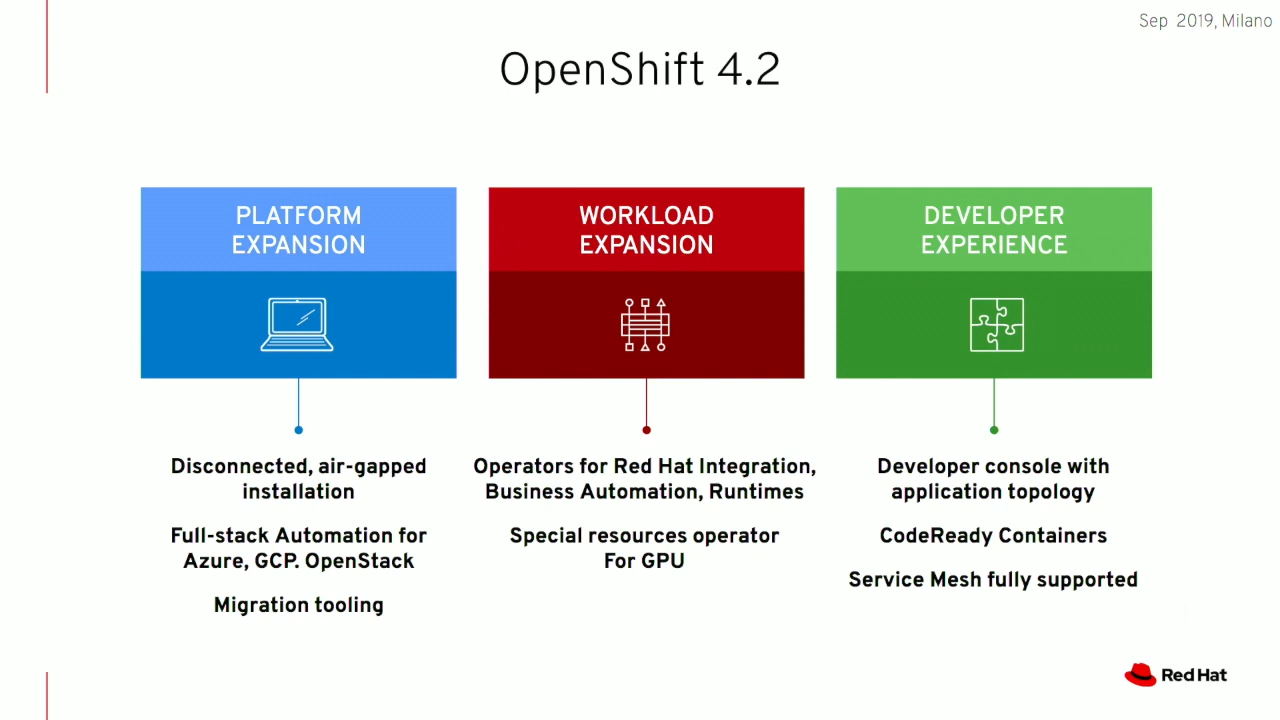 Sep 2019, Milano
OpenShift 4.2
PLATFORM
EXPANSION
Disconnected, air-gapped
installation
Full-stack Automation for
Azure, GCP. OpenStack
Migration tooling
WORKLOAD
EXPANSION
Operators for Red Hat Integration,
Business Automation, Runtimes
Special resources operator
For GPU
DEVELOPER
EXPERIENCE
Developer console with
application topology
CodeReady Containers
Service Mesh fully supported
Red Hat